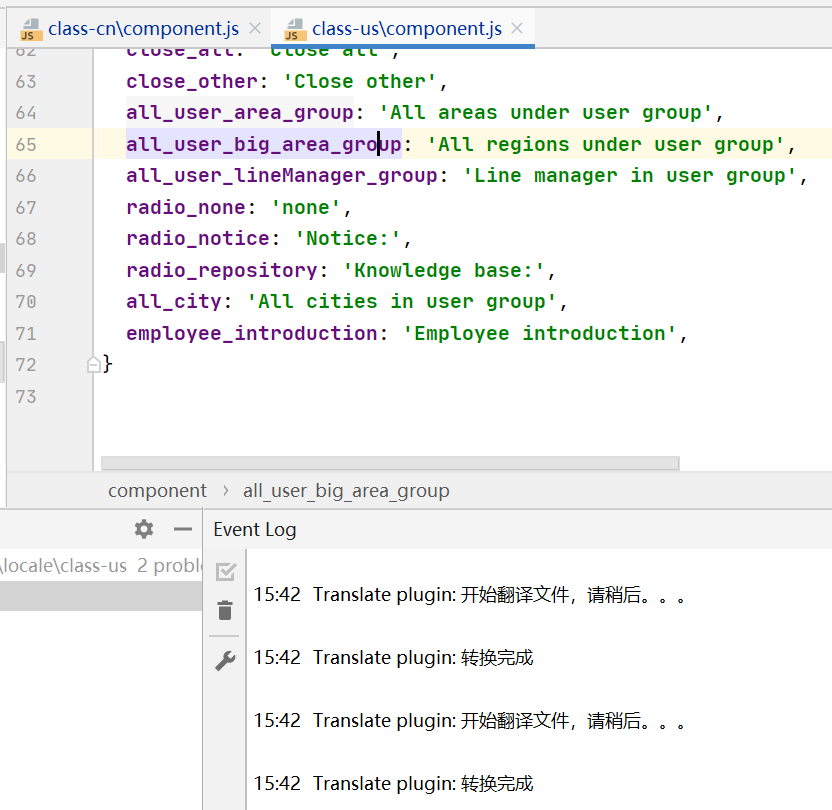 class-cn\component.js
class-us\component.js
62 close_all: 'Close all',
63 close_other: 'Close other',
64 all_user_area_group: 'All areas under user group',
65 all_user_big_area_group: 'All regions under user group',
66 all_user_lineManager_group: 'Line manager in user group',
67 radio_none: 'none',
68 radio_notice: 'Notice:',
69 radio_repository: 'Knowledge base:',
70 all_city: 'All cities in user group',
71 employee_introduction: 'Employee introduction',
72 }
73
component › all_user_big_area_group
Event Log
\locale\class-us 2 proble
15:42 Translate plugin: 开始翻译文件，请稍后。。。
15:42 Translate plugin: 转换完成
15:42 Translate plugin: 开始翻译文件，请稍后。。。
15:42 Translate plugin: 转换完成